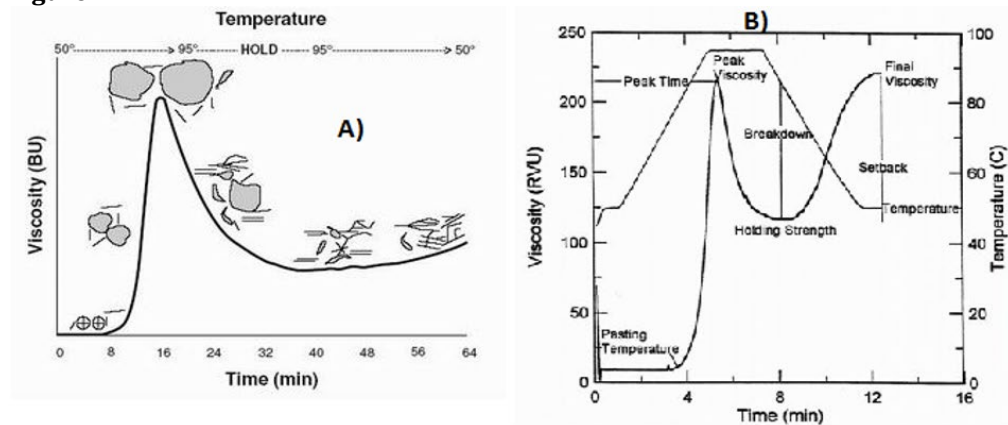 Temperature
50° 95° HOLD 95° 50°
A)
Viscosity (BU)
0 8 16 24 32 40 48 56 64
Time (min)
B)
250
200
150
100
50
0
Viscosity (RVU)
Peak Time
Peak
Viscosity
Final
Viscosity
Breakdown
Setback
Temperature
Holding Strength
Pasting
Temperature
100
80
60
40
20
0
Temperature (C)
0 4 8 12 16
Time (min)